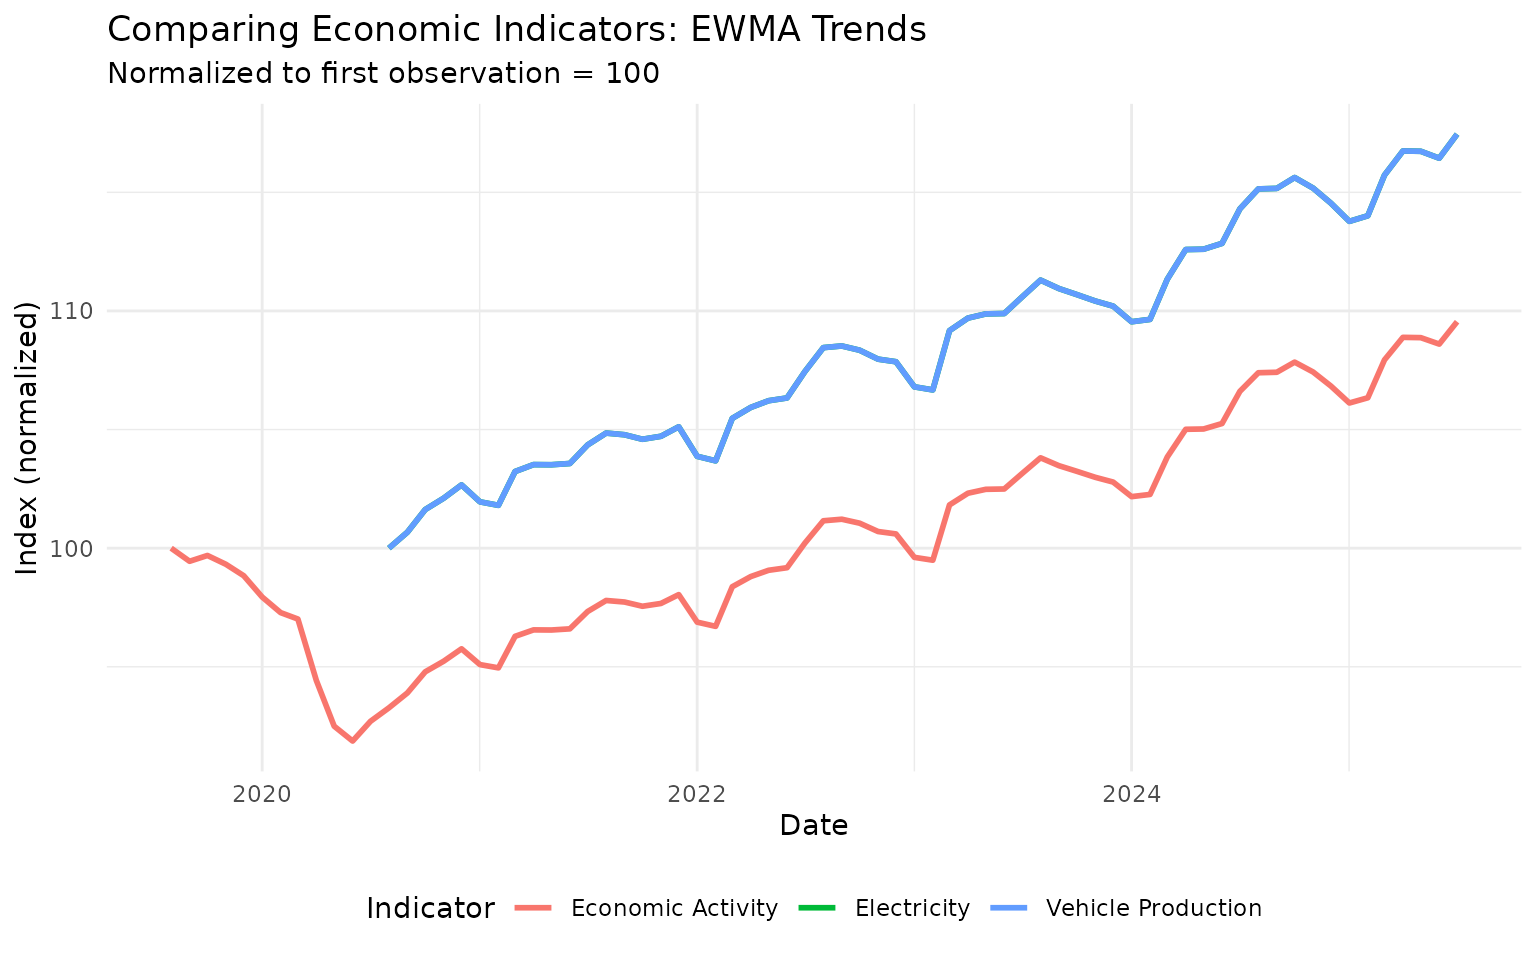 Comparing Economic Indicators: EWMA Trends
Normalized to first observation = 100
Index (normalized)
110
100
2020 2022 2024
Date
Indicator Economic Activity Electricity Vehicle Production